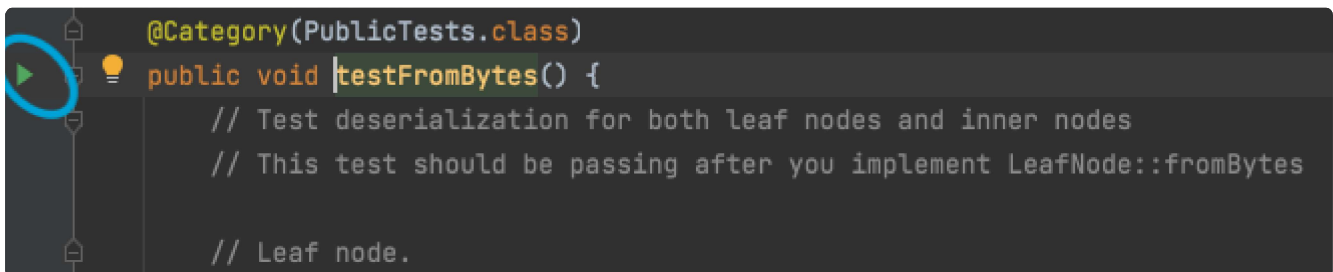 @Category(PublicTests.class)
public void testFromBytes() {
// Test deserialization for both leaf nodes and inner nodes
// This test should be passing after you implement LeafNode::fromBytes
// Leaf node.